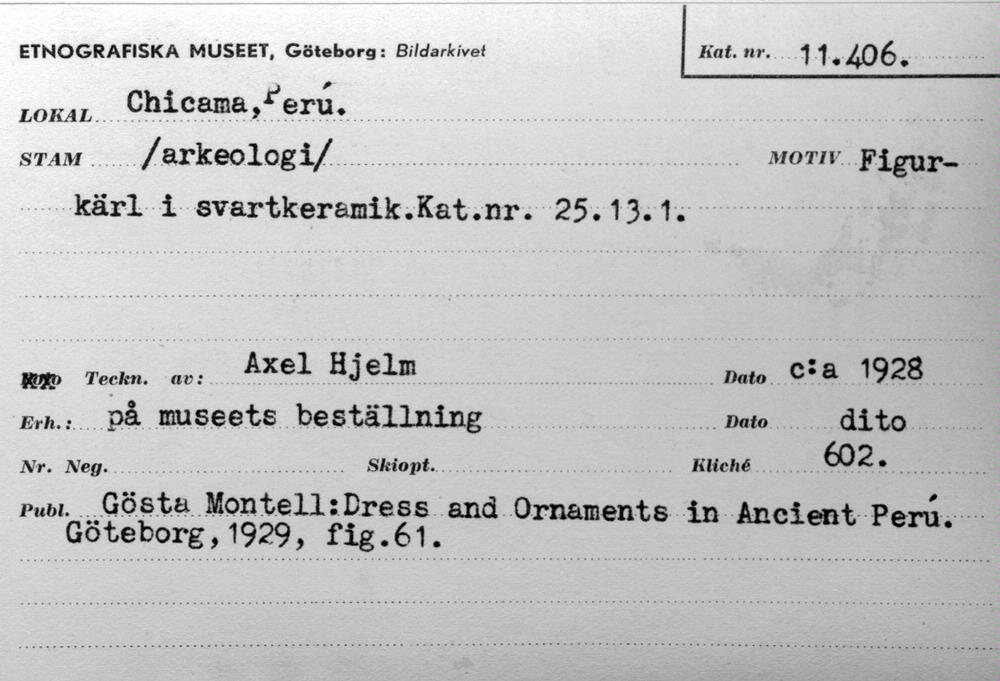 ETNOGRAFISKA MUSEET, Göteborg: Bildarkivet
Kat. nr. 11.406.
LOKAL Chicama, Perú.
STAM /arkeologi/ MOTIV Figur-
kärl i svartkeramik.Kat.nr. 25.13.1.
Teckn. av: Axel Hjelm Dato c:a 1928
Erh.: på museets beställning Dato dito
Nr. Neg. Skiopt. Kliché 602.
Publ. Gösta Montell:Dress and Ornaments in Ancient Perú.
Göteborg, 1929, fig.61.